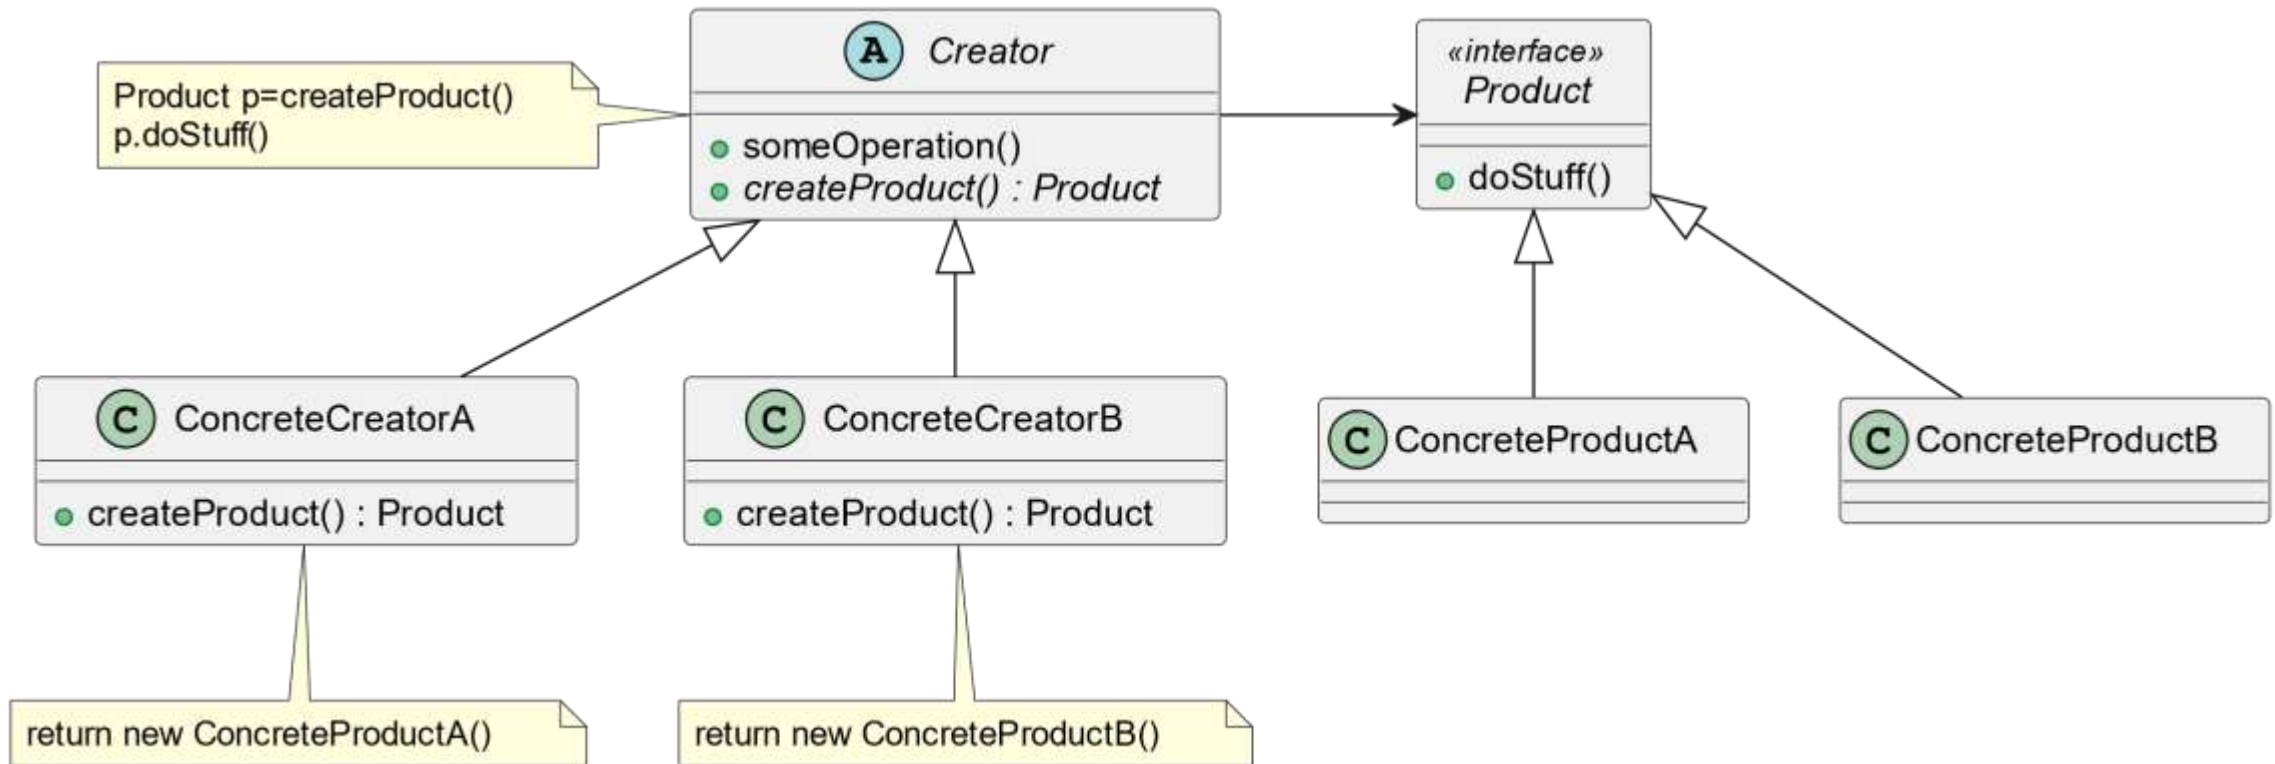 Product p=createProduct()
p.doStuff()
A Creator
someOperation()
createProduct() : Product
«interface»
Product
doStuff()
C ConcreteCreatorA
createProduct() : Product
C ConcreteCreatorB
createProduct() : Product
C ConcreteProductA
C ConcreteProductB
return new ConcreteProductA()
return new ConcreteProductB()